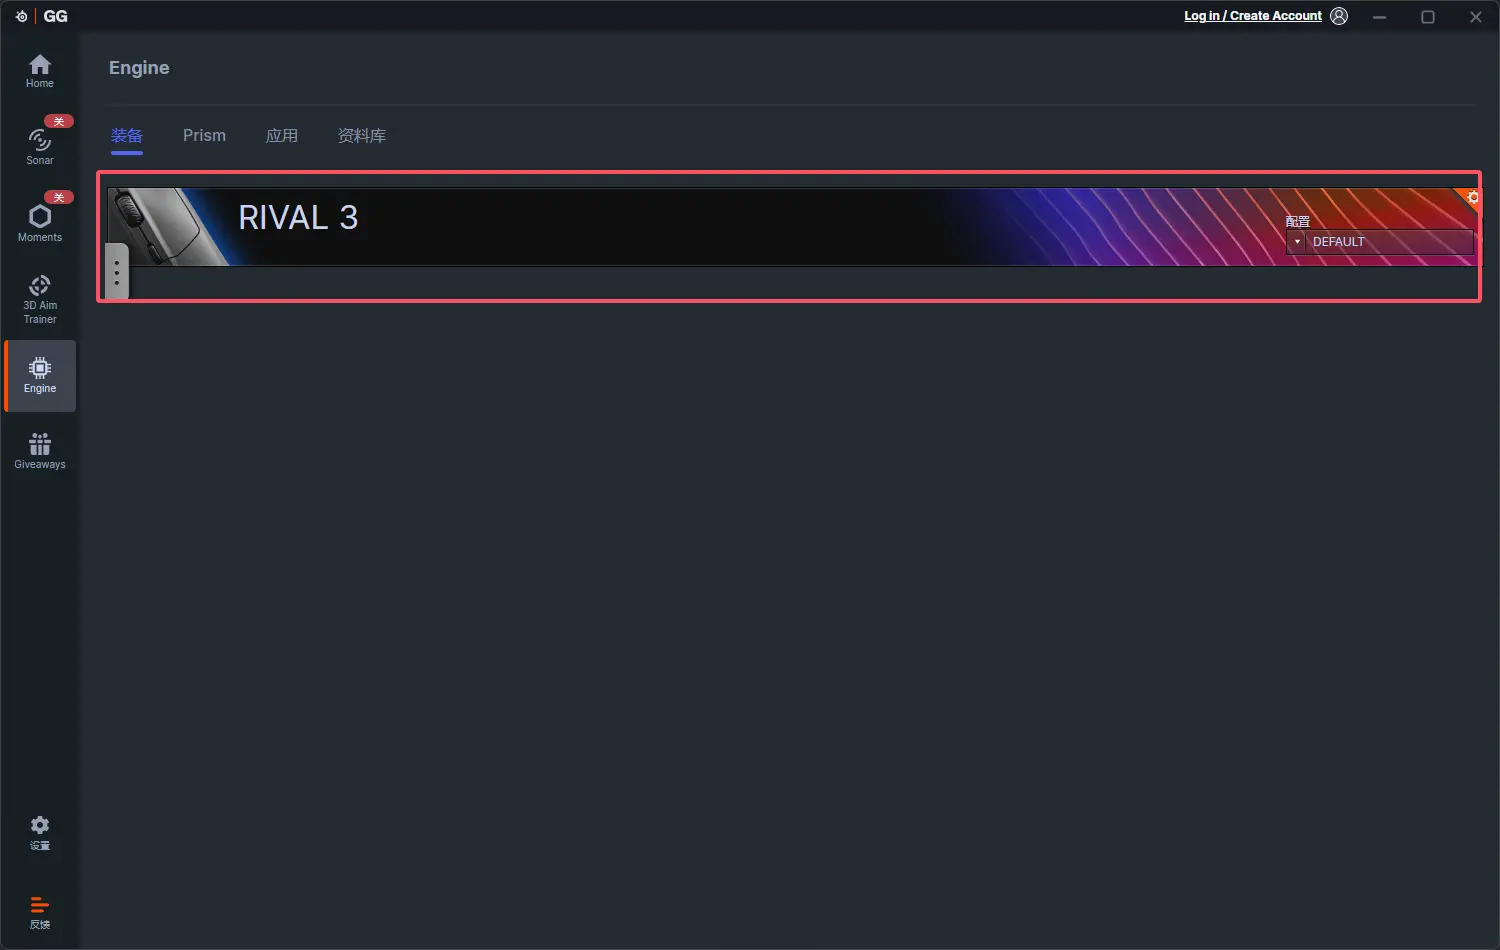 GG
Log in / Create Account
Home
关
Sonar
关
Moments
3D Aim
Trainer
Engine
Giveaways
设置
反馈
Engine
装备
Prism
应用
资料库
RIVAL 3
配置
DEFAULT